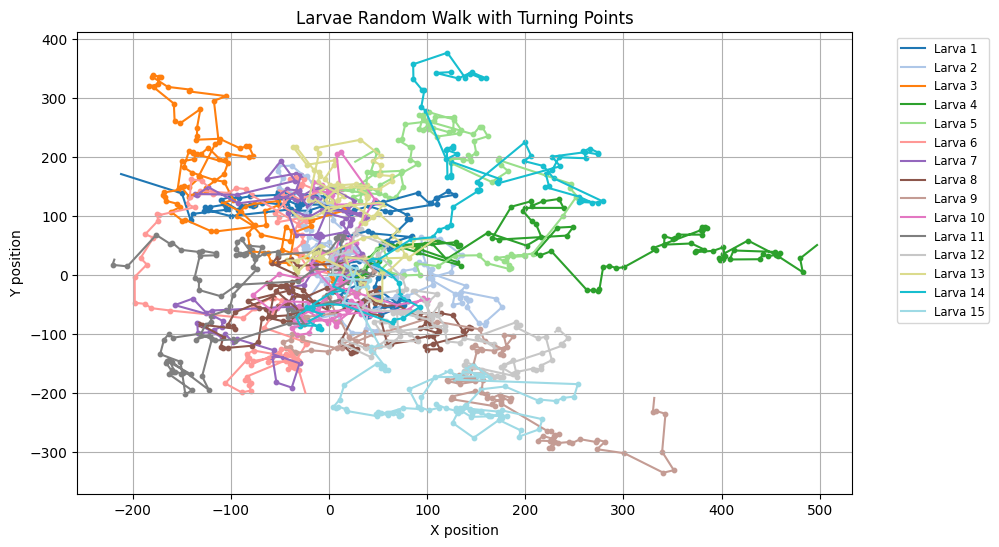 Larvae Random Walk with Turning Points
400
300
200
100
0
−100
−200
−300
Y position
−200
−100
0
100
200
300
400
500
X position
Larva 1
Larva 2
Larva 3
Larva 4
Larva 5
Larva 6
Larva 7
Larva 8
Larva 9
Larva 10
Larva 11
Larva 12
Larva 13
Larva 14
Larva 15